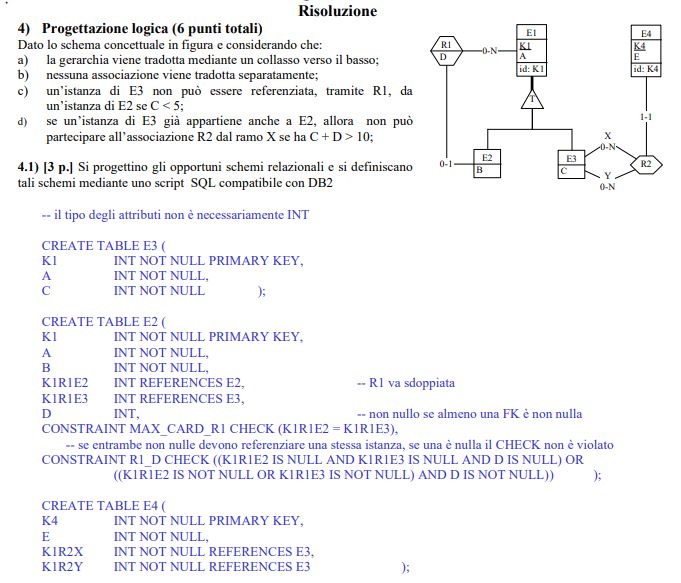 Risoluzione
4) Progettazione logica (6 punti totali)
Dato lo schema concettuale in figura e considerando che:
a) la gerarchia viene tradotta mediante un collasso verso il basso;
b) nessuna associazione viene tradotta separatamente;
c) un'istanza di E3 non può essere referenziata, tramite R1, da
un'istanza di E2 se C < 5;
d) se un'istanza di E3 già appartiene anche a E2, allora non può
partecipare all'associazione R2 dal ramo X se ha C + D > 10;
4.1) [3 p.] Si progettino gli opportuni schemi relazionali e si definiscano
tali schemi mediante uno script SQL compatibile con DB2
R1
D
0-N
E1
K1
A
id: K1
E4
K4
E
id: K4
T
1-1
X
0-N
0-1
E2
B
E3
C
R2
Y
0-N
-- il tipo degli attributi non è necessariamente INT
CREATE TABLE E3 (
K1 INT NOT NULL PRIMARY KEY,
A INT NOT NULL,
C INT NOT NULL );
CREATE TABLE E2 (
K1 INT NOT NULL PRIMARY KEY,
A INT NOT NULL,
B INT NOT NULL,
K1R1E2 INT REFERENCES E2, -- R1 va sdoppiata
K1R1E3 INT REFERENCES E3,
D INT, -- non nullo se almeno una FK è non nulla
CONSTRAINT MAX_CARD_R1 CHECK (K1R1E2 = K1R1E3),
-- se entrambe non nulle devono referenziare una stessa istanza, se una è nulla il CHECK non è violato
CONSTRAINT R1_D CHECK ((K1R1E2 IS NULL AND K1R1E3 IS NULL AND D IS NULL) OR
((K1R1E2 IS NOT NULL OR K1R1E3 IS NOT NULL) AND D IS NOT NULL)) );
CREATE TABLE E4 (
K4 INT NOT NULL PRIMARY KEY,
E INT NOT NULL,
K1R2X INT NOT NULL REFERENCES E3,
K1R2Y INT NOT NULL REFERENCES E3 );